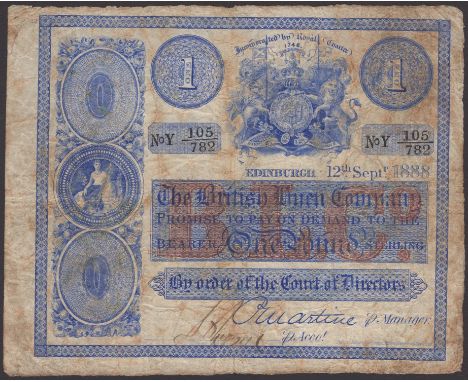 Incorporated by Royal Charter
1746
1
1
No Y 105/782
No Y 105/782
EDINBURGH 12th Septr. 1888
The British Linen Company
PROMISE TO PAY ON DEMAND TO THE
BEARER One Pound STERLING
By order of the Court of Directors
Martine p. Manager
p. Accot.